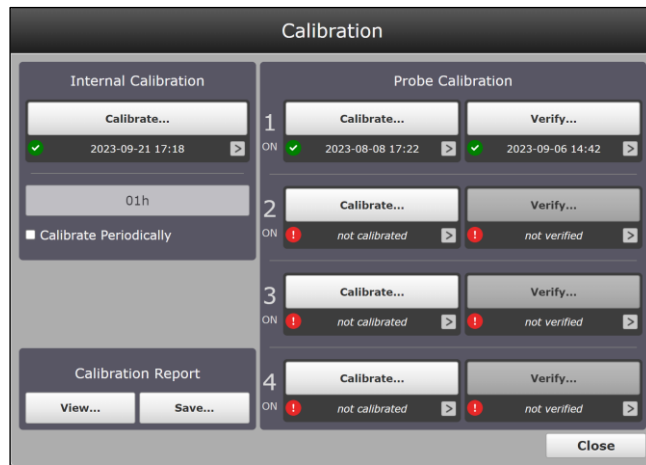 Calibration
Internal Calibration
Calibrate...
2023-09-21 17:18
01h
Calibrate Periodically
Calibration Report
View...
Save...
Probe Calibration
1
ON
Calibrate...
Verify...
2023-08-08 17:22
2023-09-06 14:42
2
ON
Calibrate...
Verify...
not calibrated
not verified
3
ON
Calibrate...
Verify...
not calibrated
not verified
4
ON
Calibrate...
Verify...
not calibrated
not verified
Close